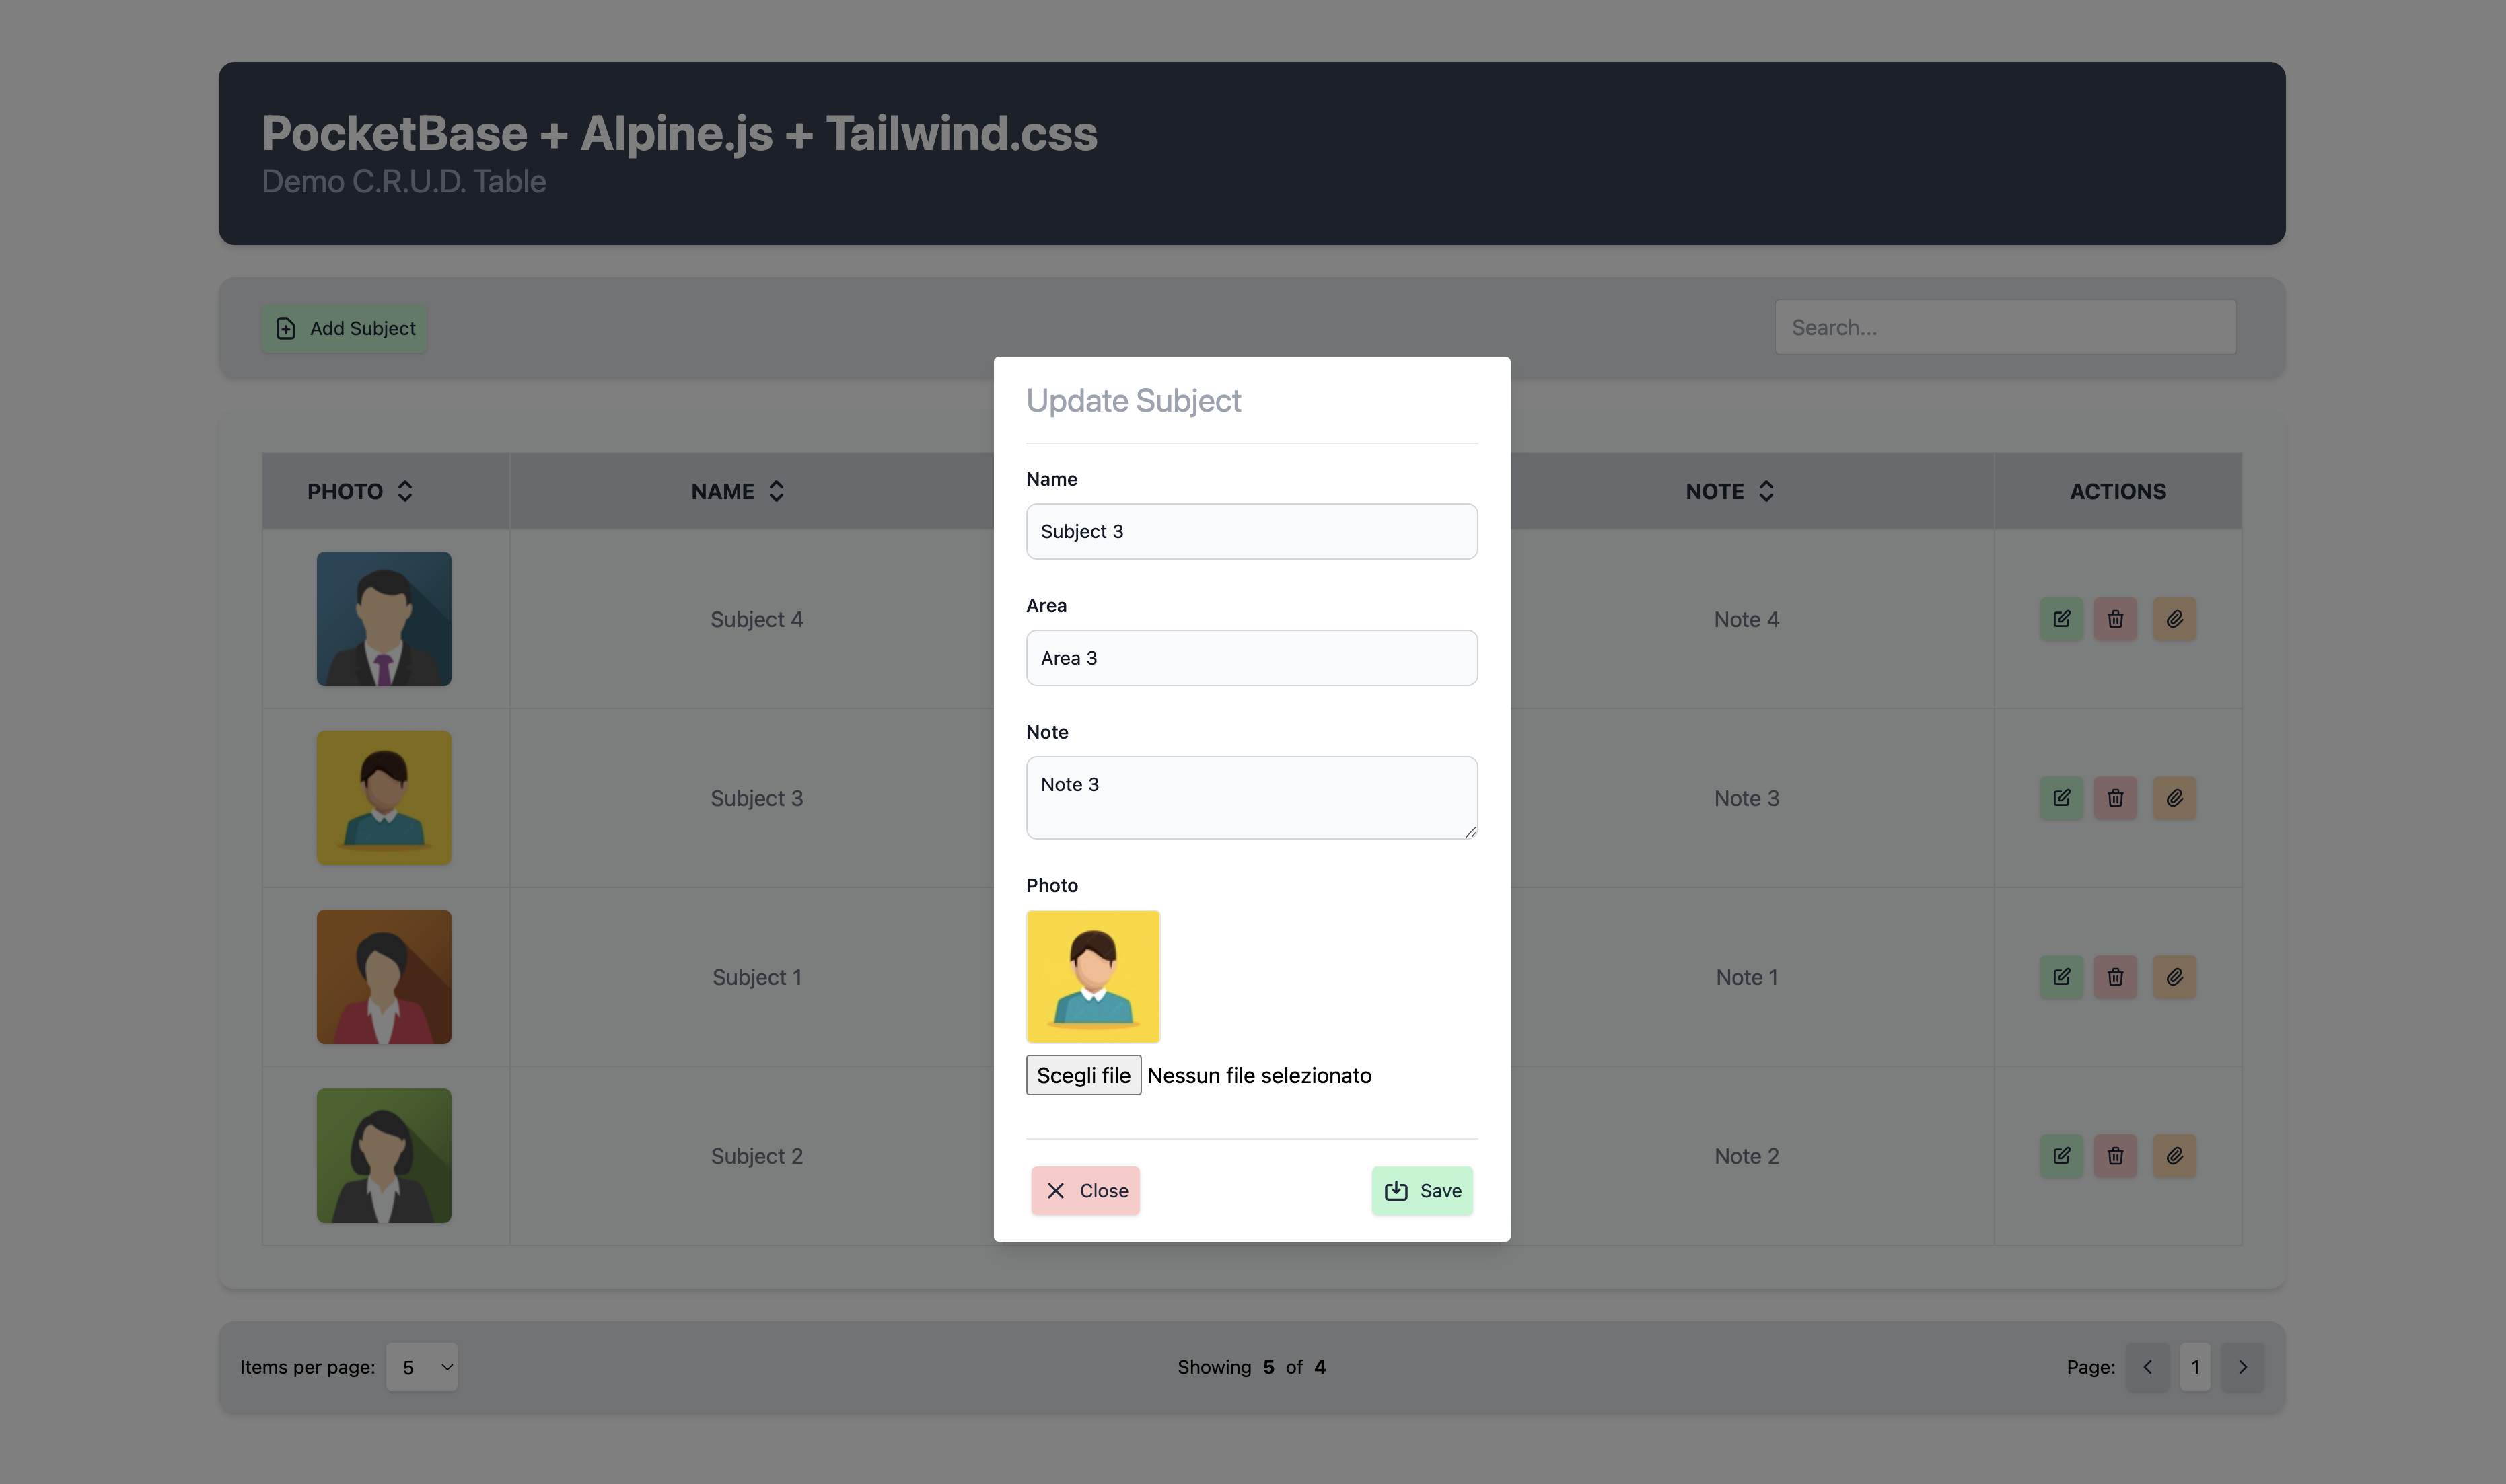 PocketBase + Alpine.js + Tailwind.css
Demo C.R.U.D. Table
Add Subject
Search...
PHOTO NAME NOTE ACTIONS
Subject 4 Note 4
Subject 3 Note 3
Subject 1 Note 1
Subject 2 Note 2
Update Subject
Name
Subject 3
Area
Area 3
Note
Note 3
Photo
Scegli file Nessun file selezionato
Close Save
Items per page: 5 Showing 5 of 4 Page: 1